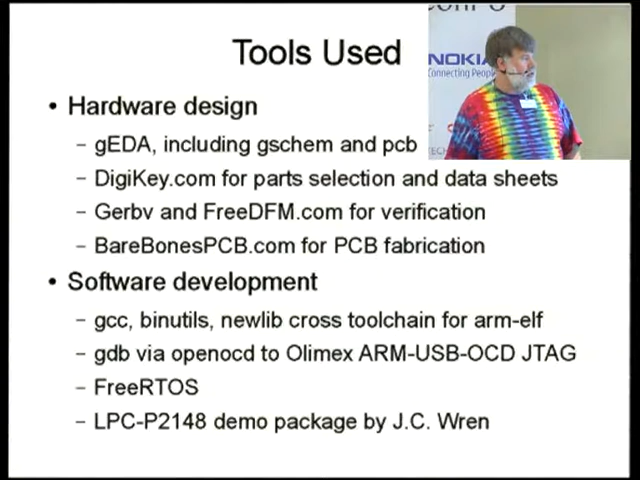 Tools Used
• Hardware design
– gEDA, including gschem and pcb
– DigiKey.com for parts selection and data sheets
– Gerbv and FreeDFM.com for verification
– BareBonesPCB.com for PCB fabrication
• Software development
– gcc, binutils, newlib cross toolchain for arm-elf
– gdb via openocd to Olimex ARM-USB-OCD JTAG
– FreeRTOS
– LPC-P2148 demo package by J.C. Wren
NOKIA
Connecting People